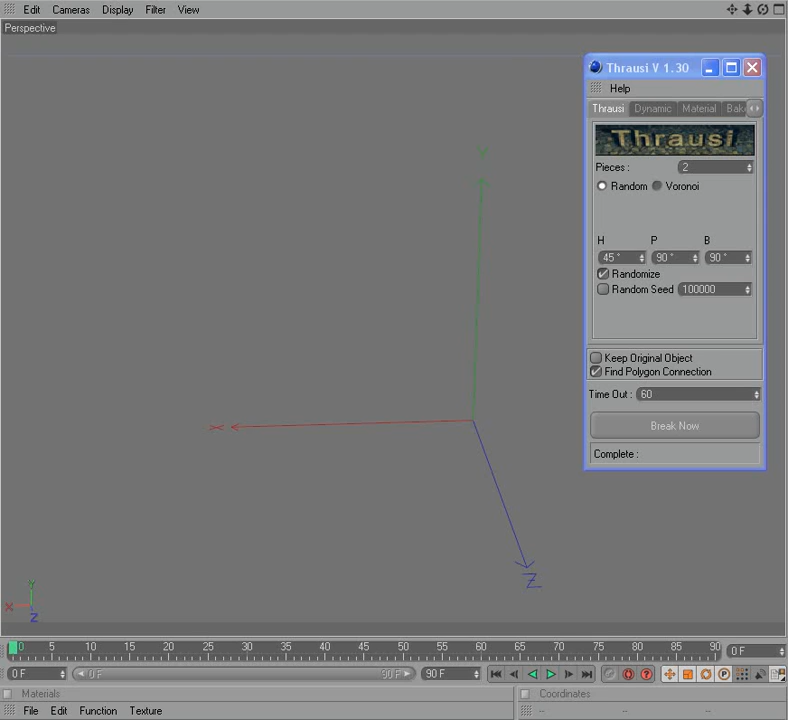 Edit Cameras Display Filter View
Perspective
Thrausi V 1.30
Help
Thrausi Dynamic Material Bak
Thrausi
Pieces : 2
Random Voronoi
H P B
45 ° 90 ° 90 °
Randomize
Random Seed 100000
Keep Original Object
Find Polygon Connection
Time Out : 60
Break Now
Complete :
Y
X
Z
Y
X
Z
0 5 10 15 20 25 30 35 40 45 50 55 60 65 70 75 80 85 90 0 F
0 F 0 F 90 F 90 F
Materials Coordinates
File Edit Function Texture -- -- --